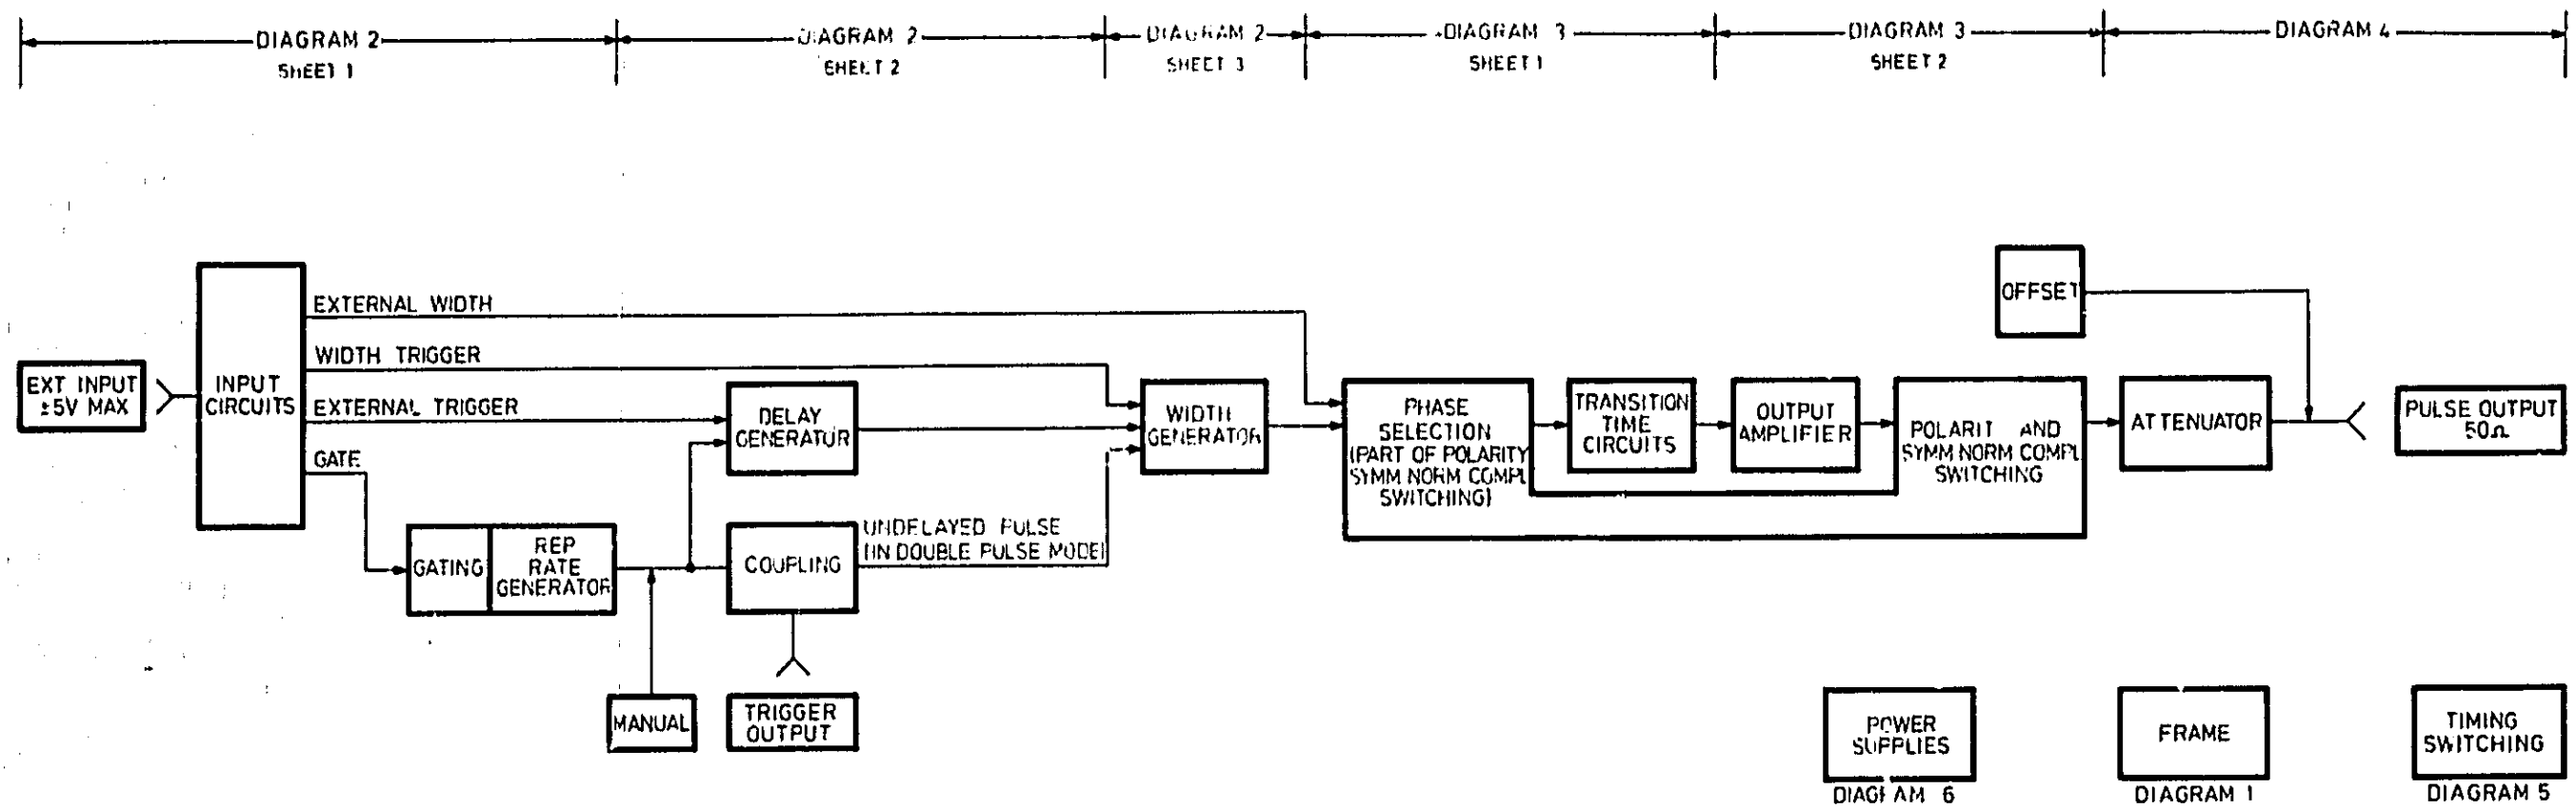 DIAGRAM 2
SHEET 1
DIAGRAM 2
SHEET 2
DIAGRAM 2
SHEET 3
DIAGRAM 3
SHEET 1
DIAGRAM 3
SHEET 2
DIAGRAM 4
EXT INPUT
±5V MAX
INPUT
CIRCUITS
EXTERNAL WIDTH
WIDTH TRIGGER
EXTERNAL TRIGGER
GATE
GATING
REP
RATE
GENERATOR
MANUAL
DELAY
GENERATOR
COUPLING
TRIGGER
OUTPUT
UNDELAYED PULSE
(IN DOUBLE PULSE MODE)
WIDTH
GENERATOR
PHASE
SELECTION
(PART OF POLARITY
SYMM NORM COMPL
SWITCHING)
TRANSITION
TIME
CIRCUITS
OUTPUT
AMPLIFIER
POLARIT AND
SYMM NORM COMPL
SWITCHING
OFFSET
ATTENUATOR
PULSE OUTPUT
50Ω
POWER
SUPPLIES
DIAGRAM 6
FRAME
DIAGRAM 1
TIMING
SWITCHING
DIAGRAM 5